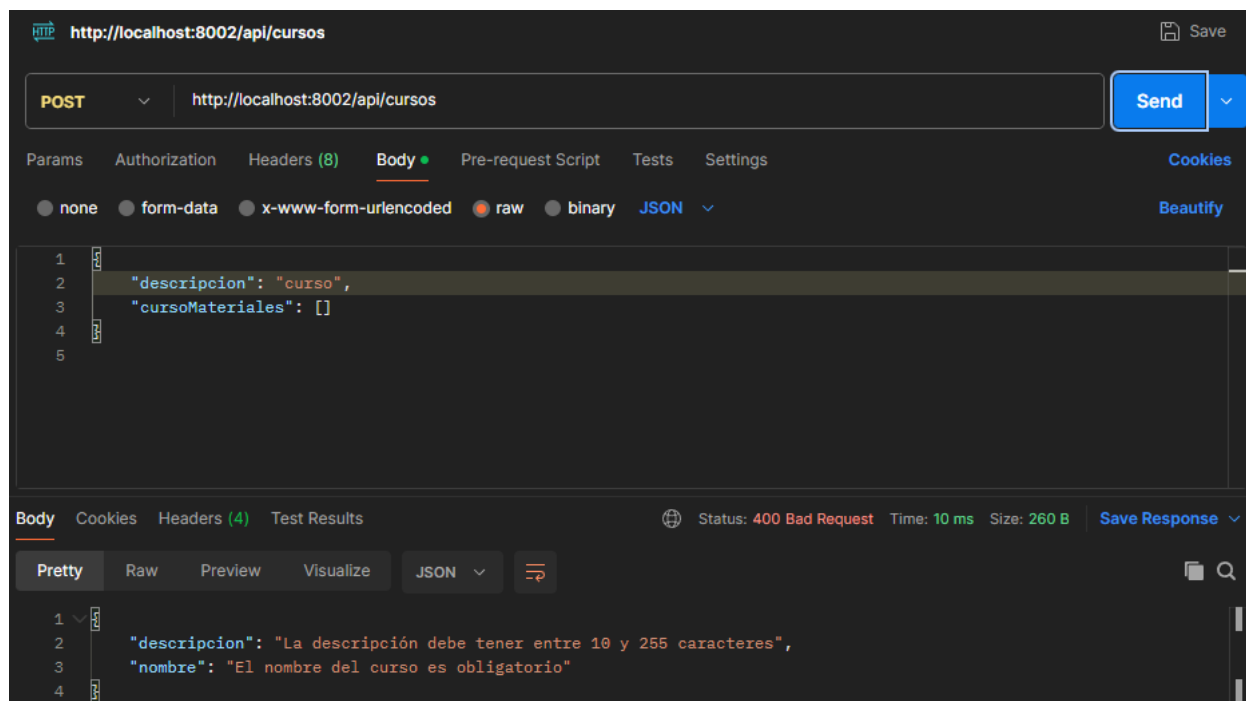 HTTP http://localhost:8002/api/cursos Save
POST http://localhost:8002/api/cursos Send
Params Authorization Headers (8) Body Pre-request Script Tests Settings Cookies
none form-data x-www-form-urlencoded raw binary JSON Beautify
1 {
2 "descripcion": "curso",
3 "cursoMateriales": []
4 }
5
Body Cookies Headers (4) Test Results Status: 400 Bad Request Time: 10 ms Size: 260 B Save Response
Pretty Raw Preview Visualize JSON
1 {
2 "descripcion": "La descripción debe tener entre 10 y 255 caracteres",
3 "nombre": "El nombre del curso es obligatorio"
4 }